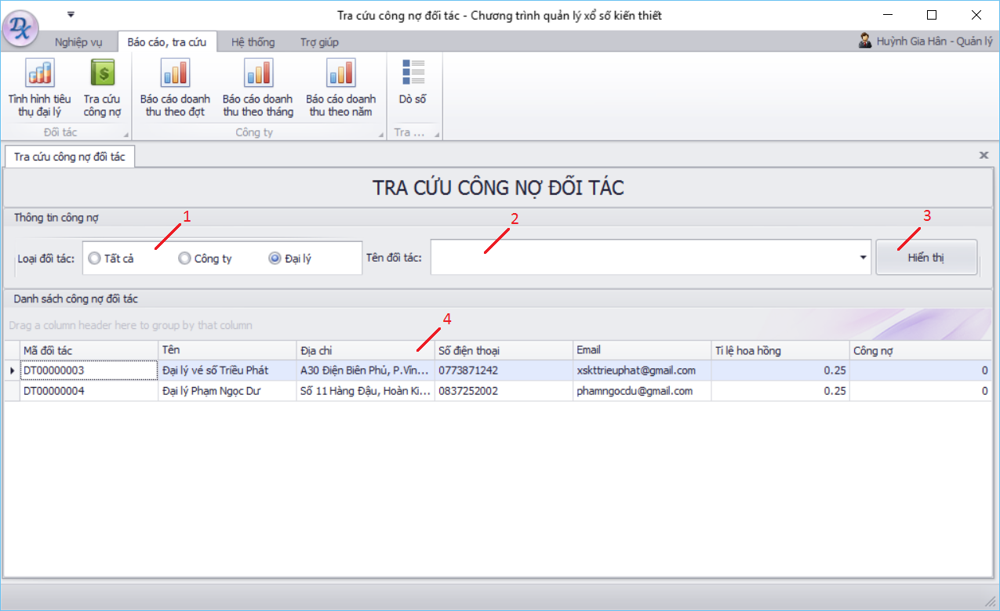 Tra cứu công nợ đối tác - Chương trình quản lý xổ số kiến thiết
Nghiệp vụ Báo cáo, tra cứu Hệ thống Trợ giúp Huỳnh Gia Hân - Quản lý
Tình hình tiêu thụ đại lý
Tra cứu công nợ
Báo cáo doanh thu theo đợt
Báo cáo doanh thu theo tháng
Báo cáo doanh thu theo năm
Dò số
Đối tác Công ty Tra ...
Tra cứu công nợ đối tác
TRA CỨU CÔNG NỢ ĐỐI TÁC
Thông tin công nợ
1 2 3
Loại đối tác: Tất cả Công ty Đại lý Tên đối tác: Hiển thị
Danh sách công nợ đối tác
Drag a column header here to group by that column
4
Mã đối tác Tên Địa chỉ Số điện thoại Email Tỉ lệ hoa hồng Công nợ
DT00000003 Đại lý vé số Triều Phát A30 Điện Biên Phủ, P.Vĩn... 0773871242 xskttrieuphat@gmail.com 0.25 0
DT00000004 Đại lý Phạm Ngọc Dư Số 11 Hàng Đậu, Hoàn Ki... 0837252002 phamngocdu@gmail.com 0.25 0